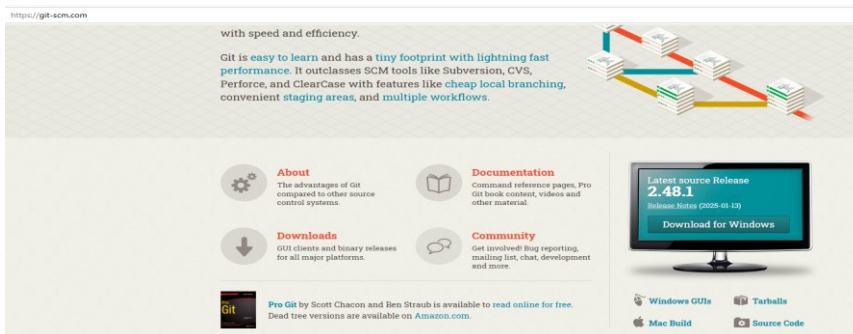 https://git-scm.com
with speed and efficiency.
Git is easy to learn and has a tiny footprint with lightning fast
performance. It outclasses SCM tools like Subversion, CVS,
Perforce, and ClearCase with features like cheap local branching,
convenient staging areas, and multiple workflows.
About
The advantages of Git
compared to other source
control systems.
Documentation
Command reference pages, Pro
Git book content, videos and
other material.
Downloads
GUI clients and binary releases
for all major platforms.
Community
Get involved! Bug reporting,
mailing list, chat, development
and more.
Latest source Release
2.48.1
Release Notes (2025-01-13)
Download for Windows
Git
Pro Git by Scott Chacon and Ben Straub is available to read online for free.
Dead tree versions are available on Amazon.com.
Windows GUIs
Tarballs
Mac Build
Source Code